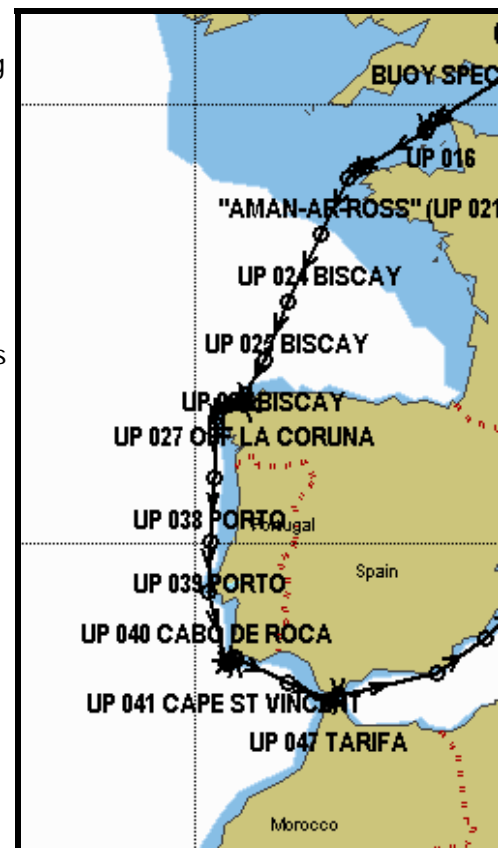 g
BUOY SPEC
UP 016
"AMAN-AR-ROSS" (UP 021
UP 024 BISCAY
UP 025 BISCAY
s
BISCAY
UP 027 OFF LA CORUNA
UP 038 PORTO
Portugal
Spain
UP 039 PORTO
UP 040 CABO DE ROCA
UP 041 CAPE ST VINCENT
UP 047 TARIFA
Morocco